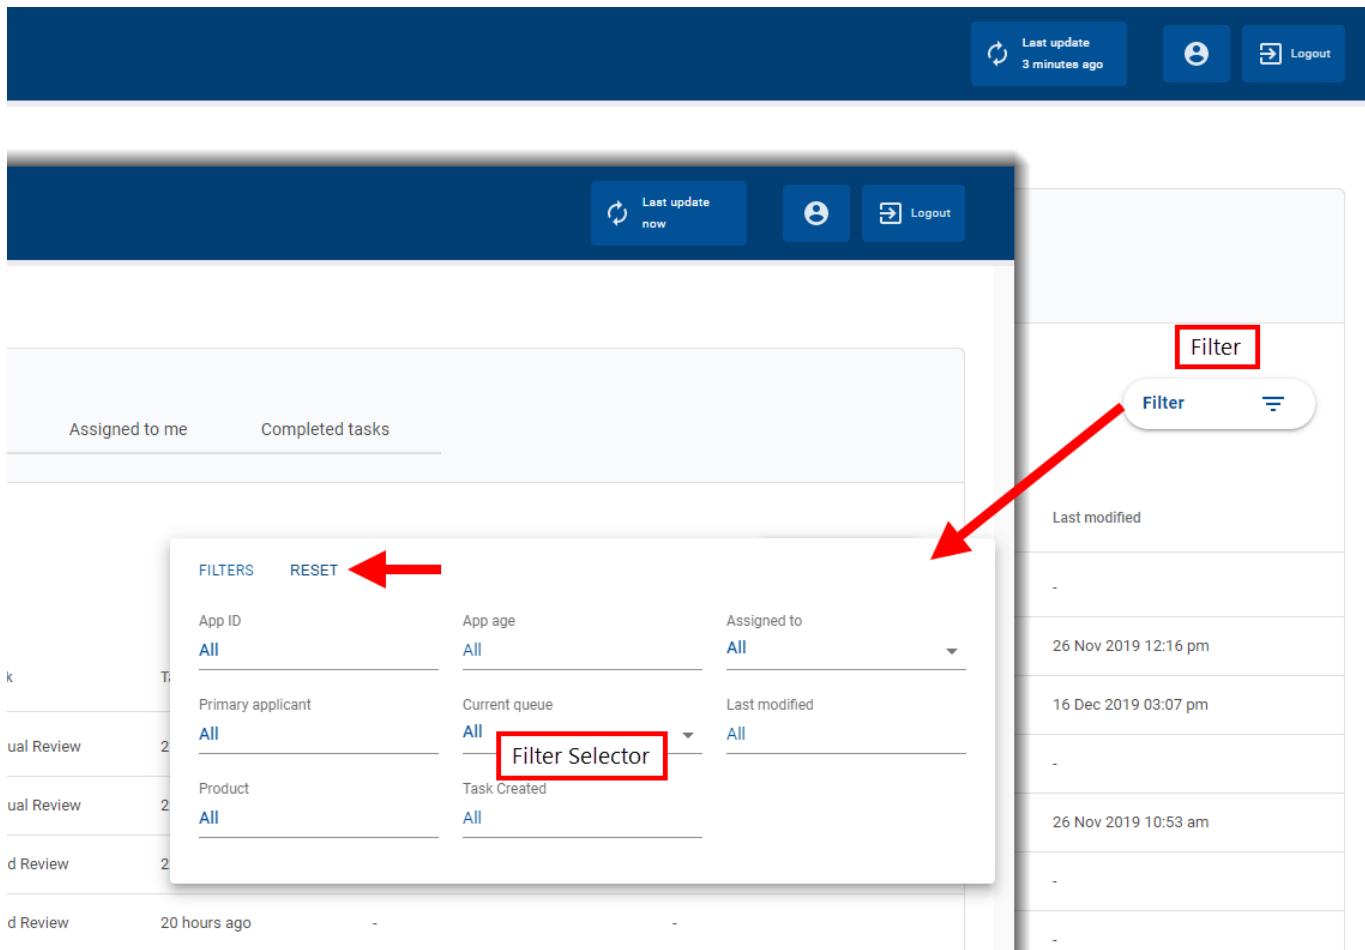 Last update
3 minutes ago
Logout
Last update
now
Logout
Filter
Filter
Assigned to me
Completed tasks
Last modified
FILTERS
RESET
-
App ID
App age
Assigned to
All
All
All
26 Nov 2019 12:16 pm
k
Primary applicant
Current queue
Last modified
16 Dec 2019 03:07 pm
All
All
All
ual Review
2
Filter Selector
-
Product
Task Created
ual Review
2
All
All
26 Nov 2019 10:53 am
d Review
2
-
d Review
20 hours ago
-
-
-